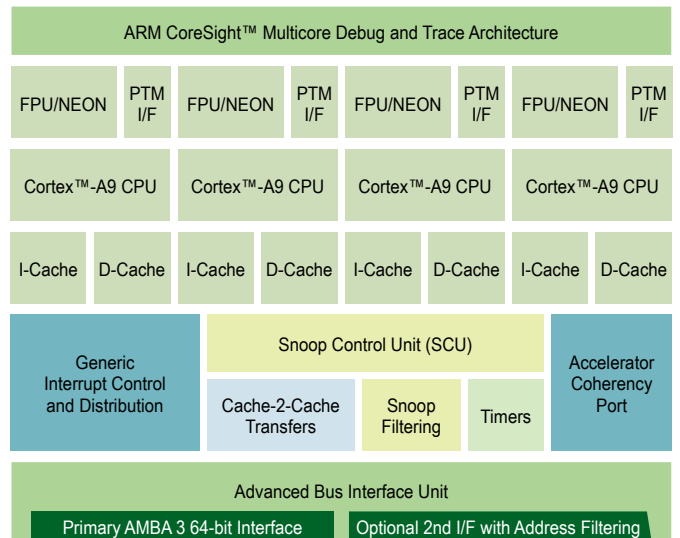 ARM CoreSight™ Multicore Debug and Trace Architecture
FPU/NEON
PTM
I/F
FPU/NEON
PTM
I/F
FPU/NEON
PTM
I/F
FPU/NEON
PTM
I/F
Cortex™-A9 CPU
Cortex™-A9 CPU
Cortex™-A9 CPU
Cortex™-A9 CPU
I-Cache
D-Cache
I-Cache
D-Cache
I-Cache
D-Cache
I-Cache
D-Cache
Generic
Interrupt Control
and Distribution
Snoop Control Unit (SCU)
Cache-2-Cache
Transfers
Snoop
Filtering
Timers
Accelerator
Coherency
Port
Advanced Bus Interface Unit
Primary AMBA 3 64-bit Interface
Optional 2nd I/F with Address Filtering